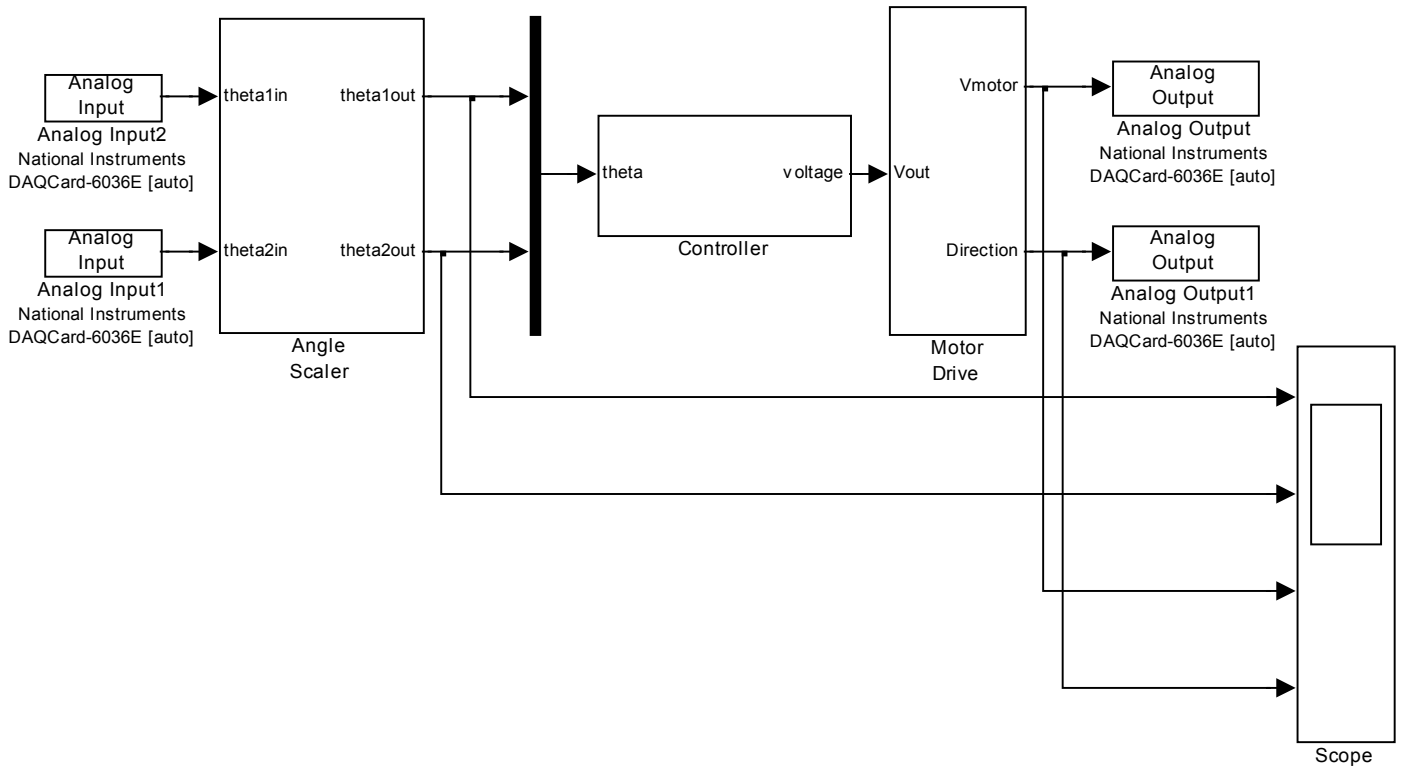 Analog
Input
Analog Input2
National Instruments
DAQCard-6036E [auto]
Analog
Input
Analog Input1
National Instruments
DAQCard-6036E [auto]
theta1in
theta1out
theta2in
theta2out
Angle
Scaler
theta
voltage
Controller
Vmotor
Vout
Direction
Motor
Drive
Analog
Output
Analog Output
National Instruments
DAQCard-6036E [auto]
Analog
Output
Analog Output1
National Instruments
DAQCard-6036E [auto]
Scope